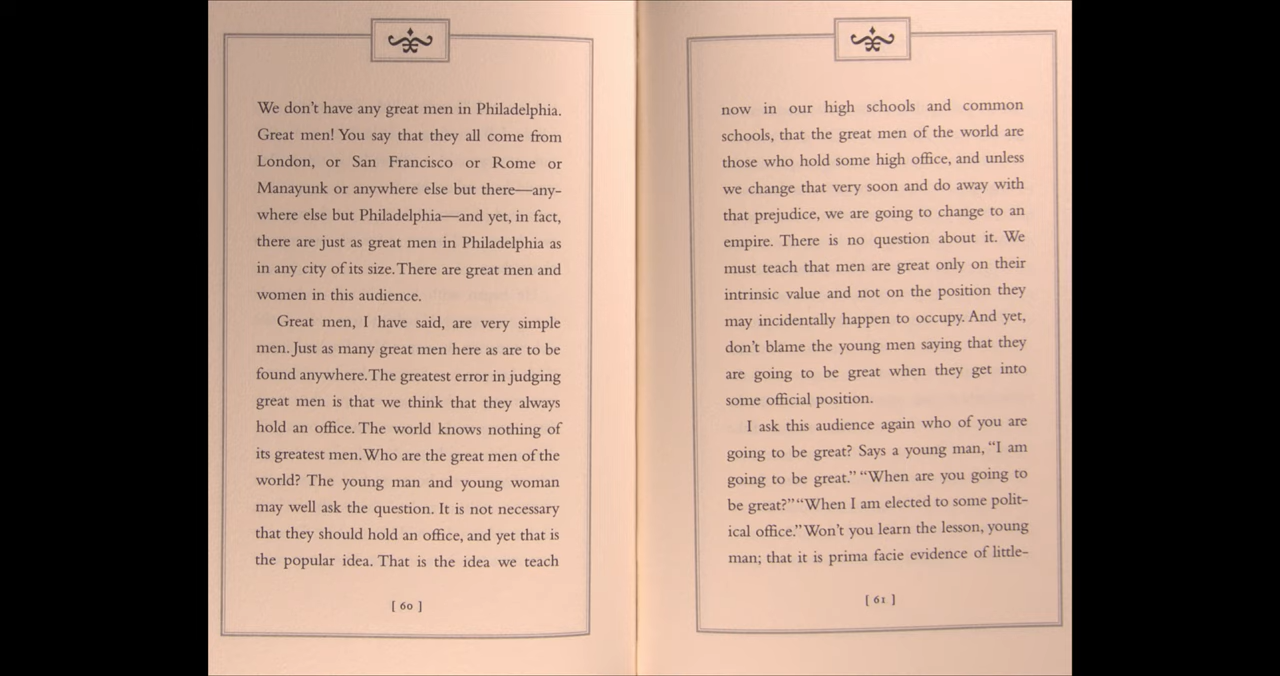 We don't have any great men in Philadelphia.
Great men! You say that they all come from
London, or San Francisco or Rome or
Manayunk or anywhere else but there—any-
where else but Philadelphia—and yet, in fact,
there are just as great men in Philadelphia as
in any city of its size. There are great men and
women in this audience.
Great men, I have said, are very simple
men. Just as many great men here as are to be
found anywhere. The greatest error in judging
great men is that we think that they always
hold an office. The world knows nothing of
its greatest men. Who are the great men of the
world? The young man and young woman
may well ask the question. It is not necessary
that they should hold an office, and yet that is
the popular idea. That is the idea we teach
[ 60 ]
now in our high schools and common
schools, that the great men of the world are
those who hold some high office, and unless
we change that very soon and do away with
that prejudice, we are going to change to an
empire. There is no question about it. We
must teach that men are great only on their
intrinsic value and not on the position they
may incidentally happen to occupy. And yet,
don't blame the young men saying that they
are going to be great when they get into
some official position.
I ask this audience again who of you are
going to be great? Says a young man, "I am
going to be great." "When are you going to
be great?" "When I am elected to some polit-
ical office." Won't you learn the lesson, young
man; that it is prima facie evidence of little-
[ 61 ]